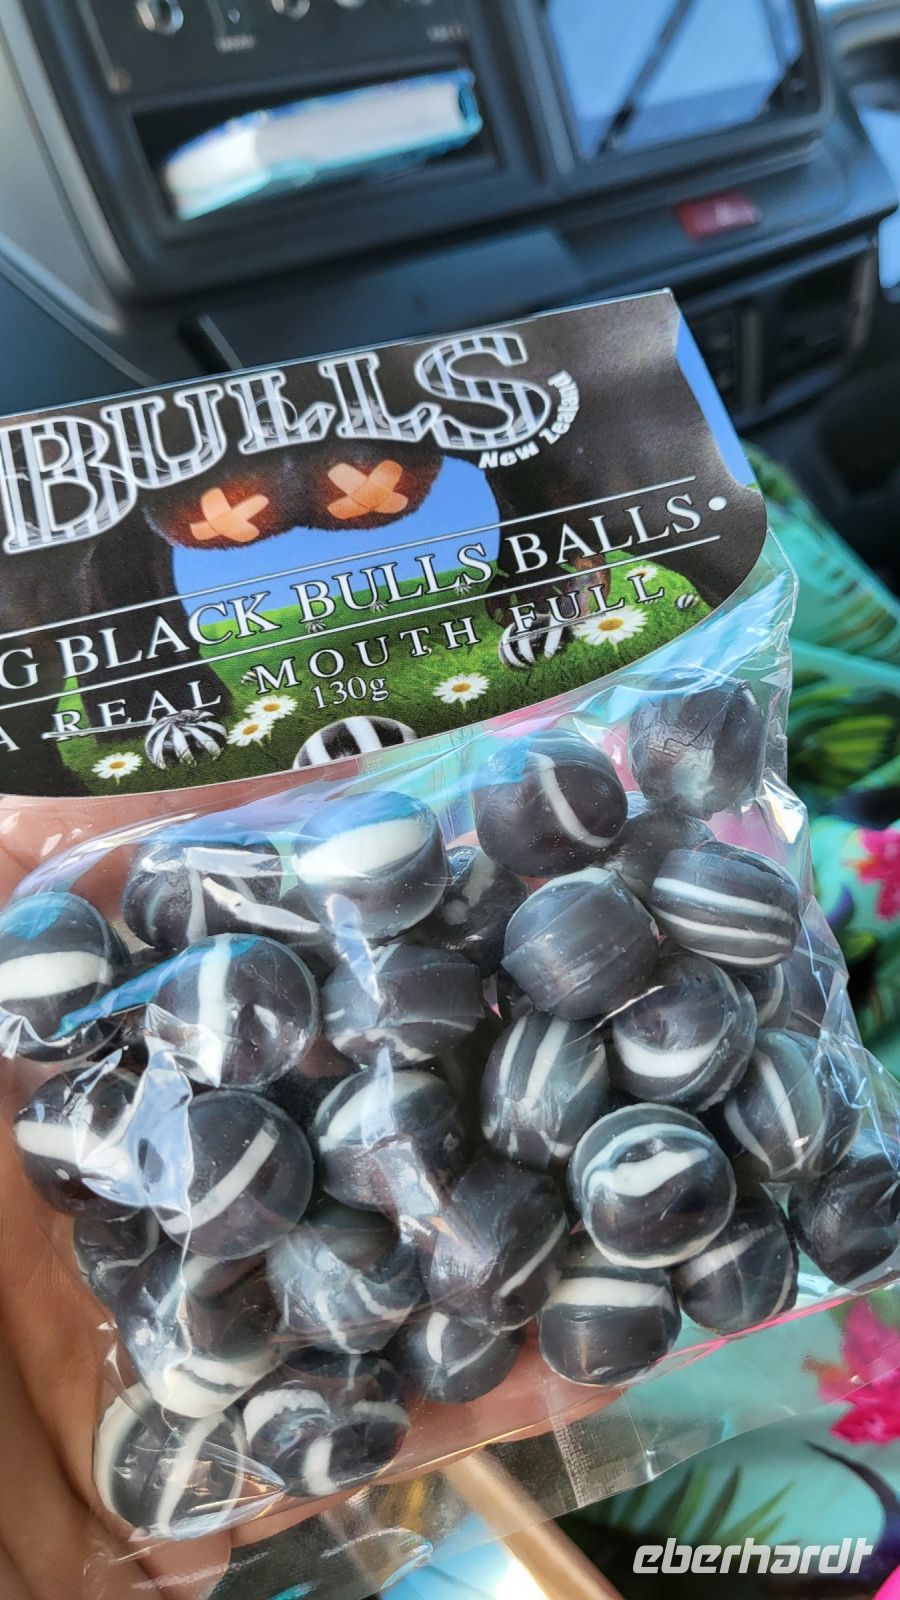 BULLS
New Zealand
G BLACK BULLS BALLS.
A REAL MOUTH FULL
130g
eberhardt